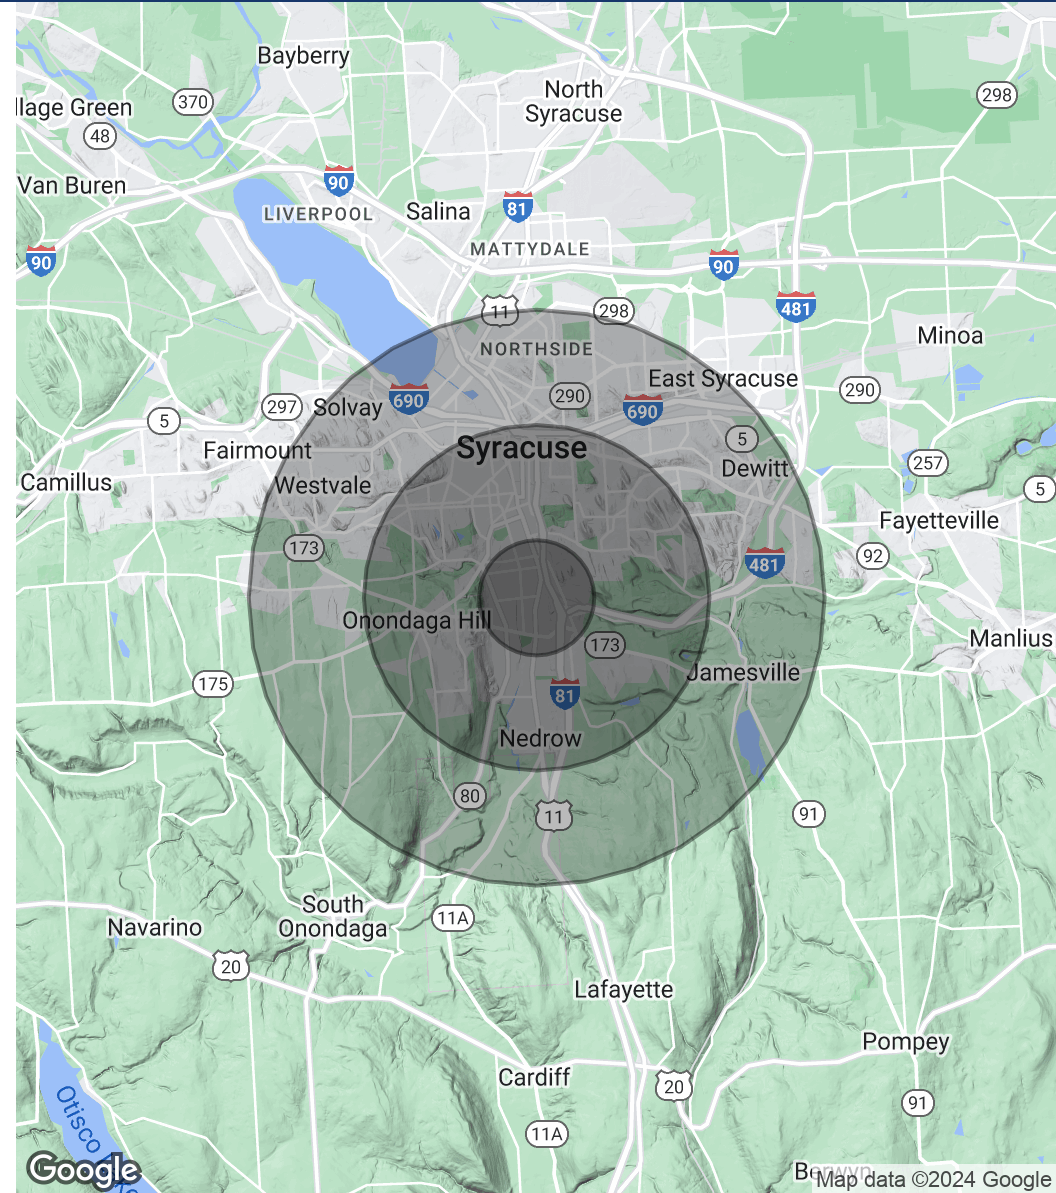 Bayberry
North
Syracuse
298
370
llage Green
48
Van Buren
90
LIVERPOOL
Salina
81
MATTYDALE
90
90
481
11
298
NORTHSIDE
Minoa
East Syracuse
690
290
690
290
297
Solvay
5
Fairmount
Syracuse
5
Dewitt
257
Camillus
Westvale
5
Fayetteville
173
92
481
Onondaga Hill
173
Manlius
Jamesville
175
81
Nedrow
80
11
91
South
Onondaga
11A
Navarino
20
Lafayette
Pompey
Cardiff
20
91
Otisco
11A
Google
Map data ©2024 Google